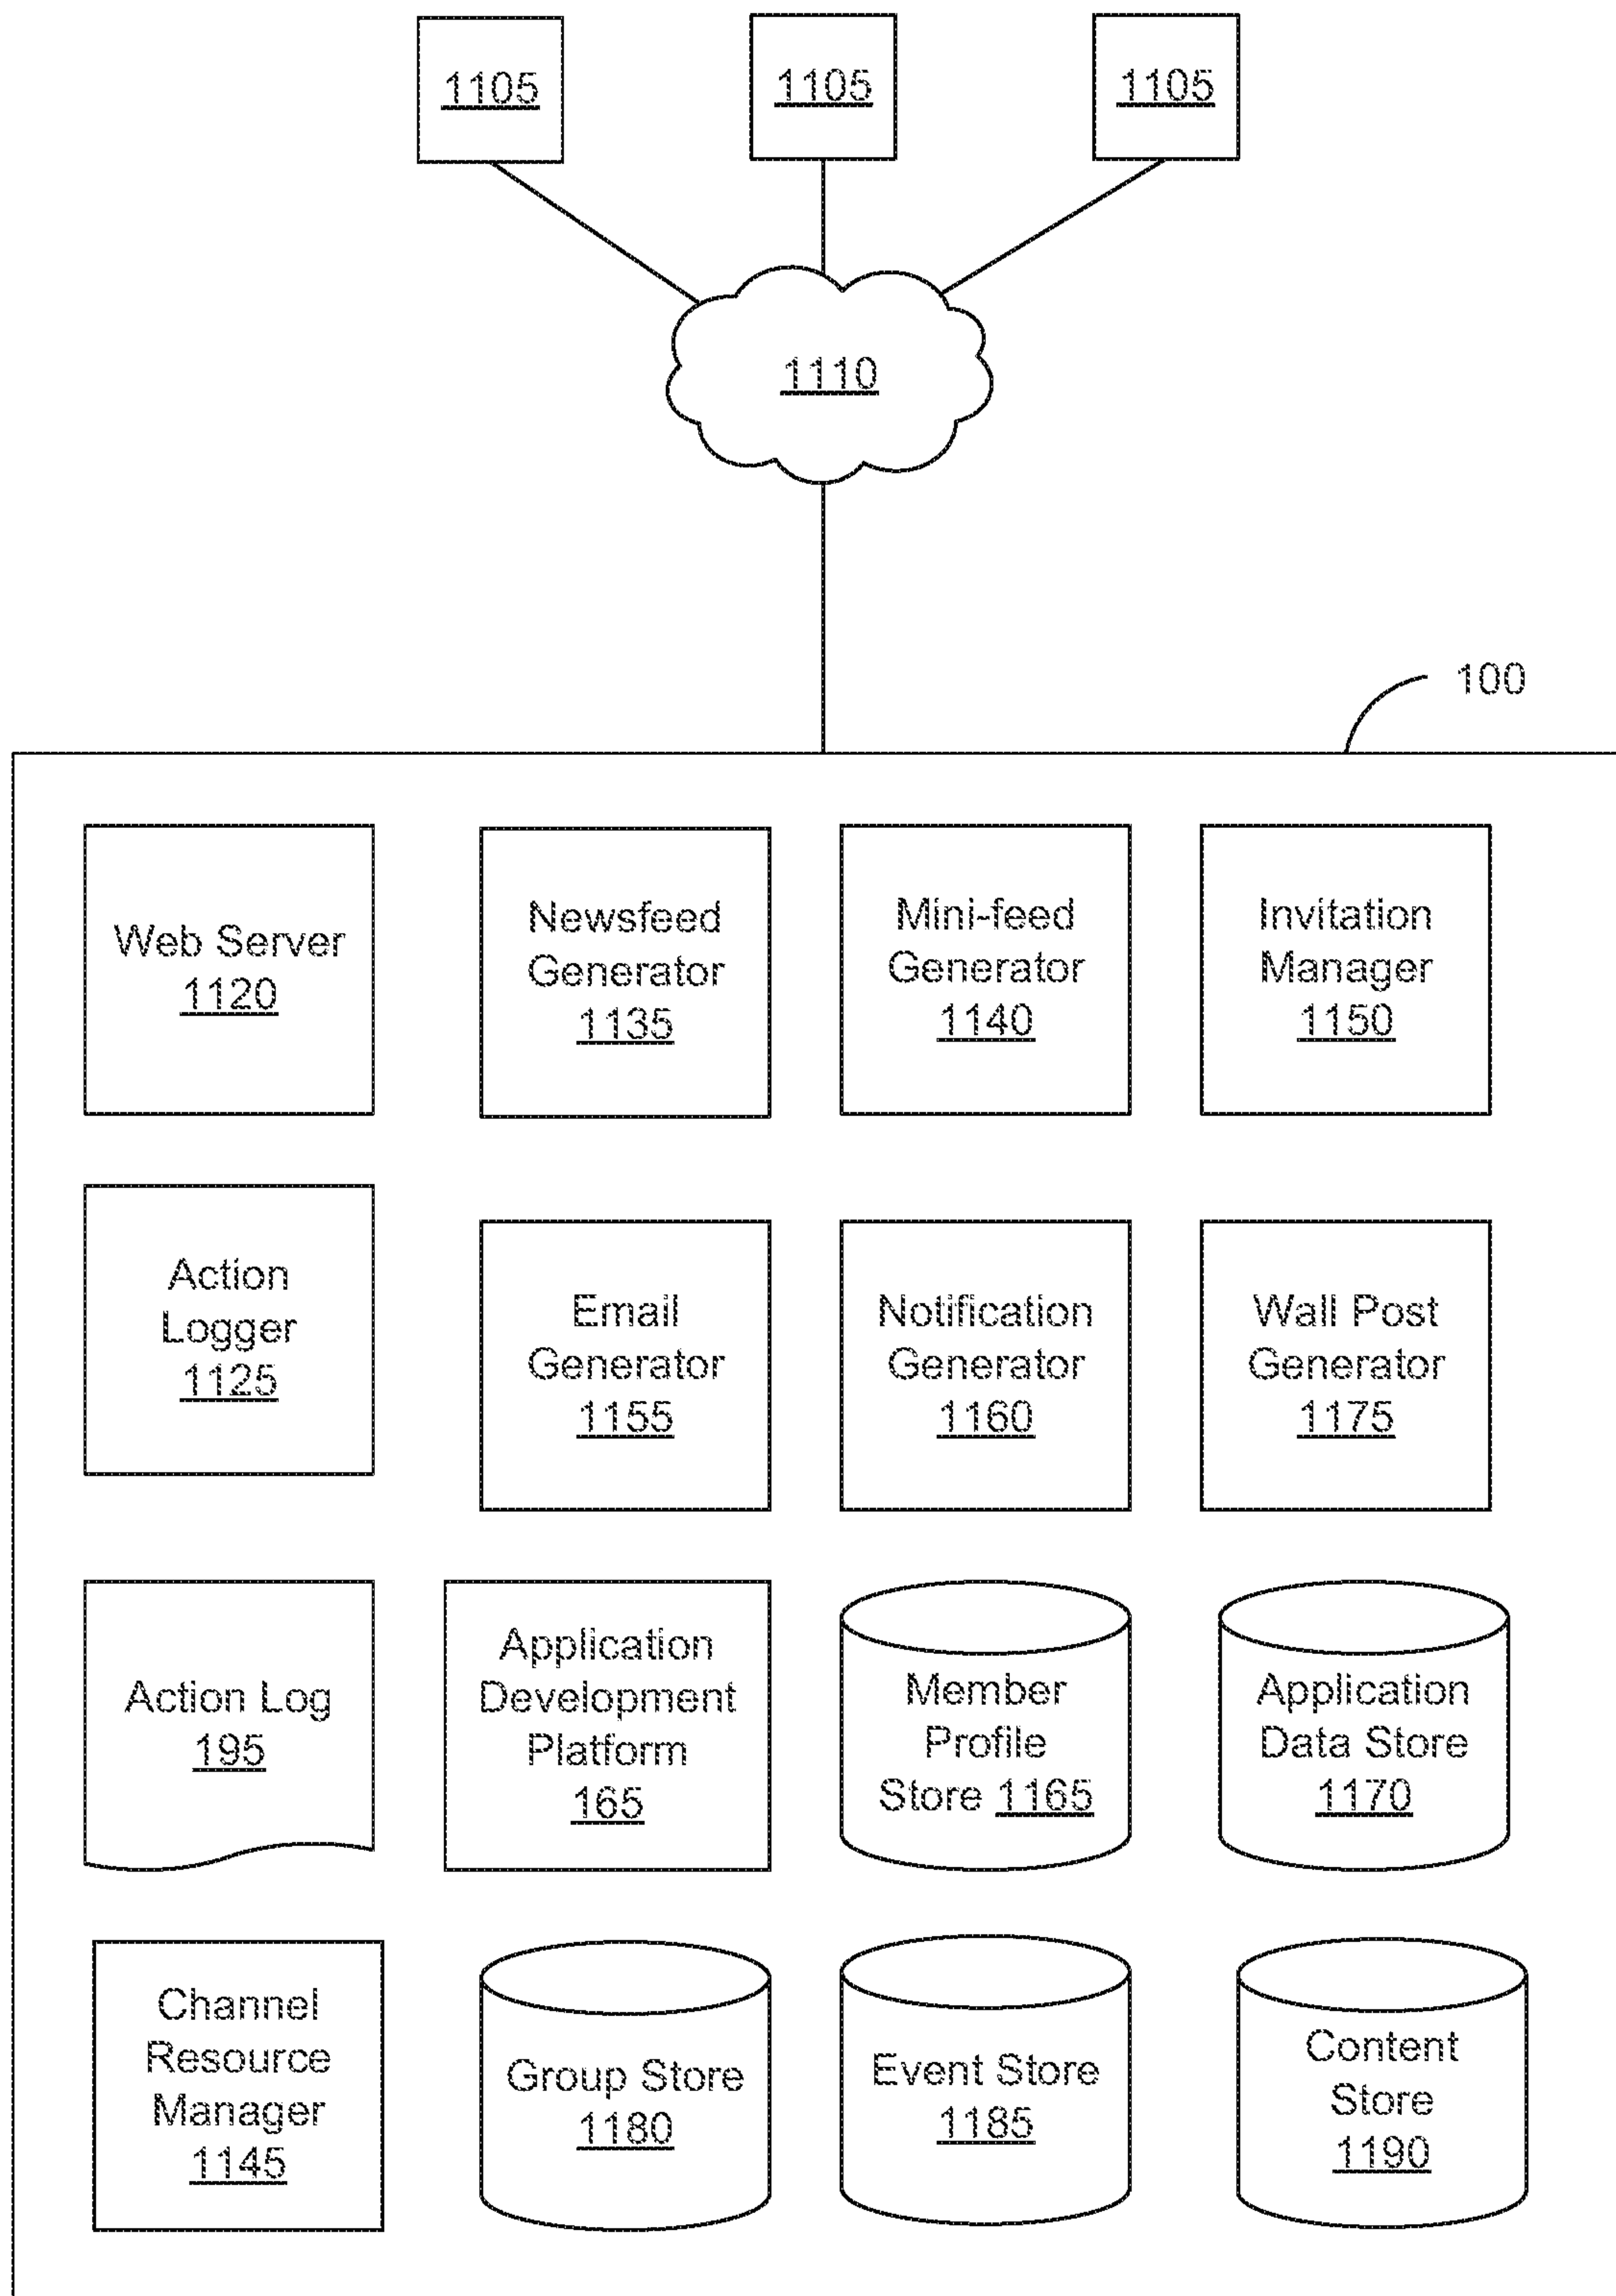 1105
1105
1105
1110
100
Web Server
1120
Newsfeed
Generator
1135
Mini-feed
Generator
1140
Invitation
Manager
1150
Action
Logger
1125
Email
Generator
1155
Notification
Generator
1160
Wall Post
Generator
1175
Action Log
195
Application
Development
Platform
165
Member
Profile
Store 1165
Application
Data Store
1170
Channel
Resource
Manager
1145
Group Store
1180
Event Store
1185
Content
Store
1190